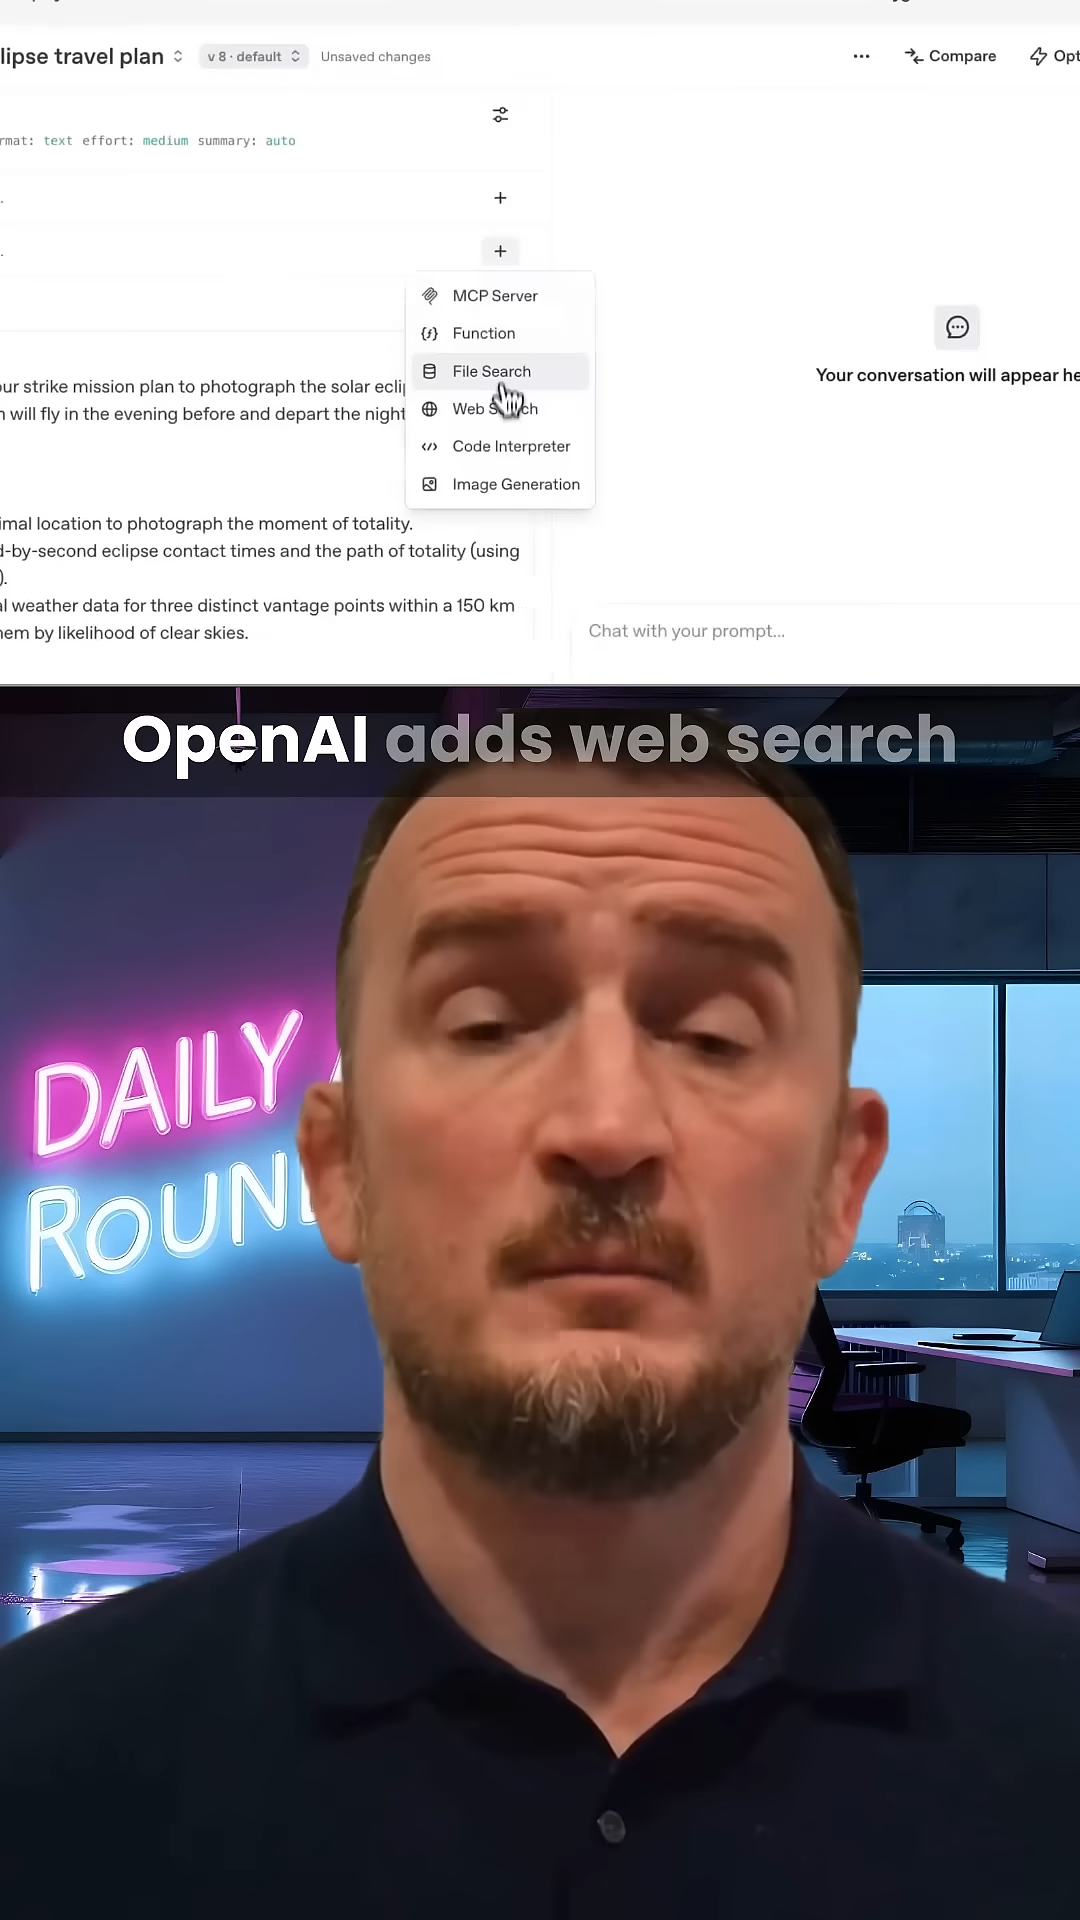 lipse travel plan v 8 · default Unsaved changes ... Compare Opt
rmat: text effort: medium summary: auto
MCP Server
Function
File Search
Web S ch
Code Interpreter
Image Generation
our strike mission plan to photograph the solar ecli
n will fly in the evening before and depart the night
imal location to photograph the moment of totality.
d-by-second eclipse contact times and the path of totality (using
).
al weather data for three distinct vantage points within a 150 km
hem by likelihood of clear skies.
Your conversation will appear he
Chat with your prompt...
OpenAI adds web search
DAILY
ROUN